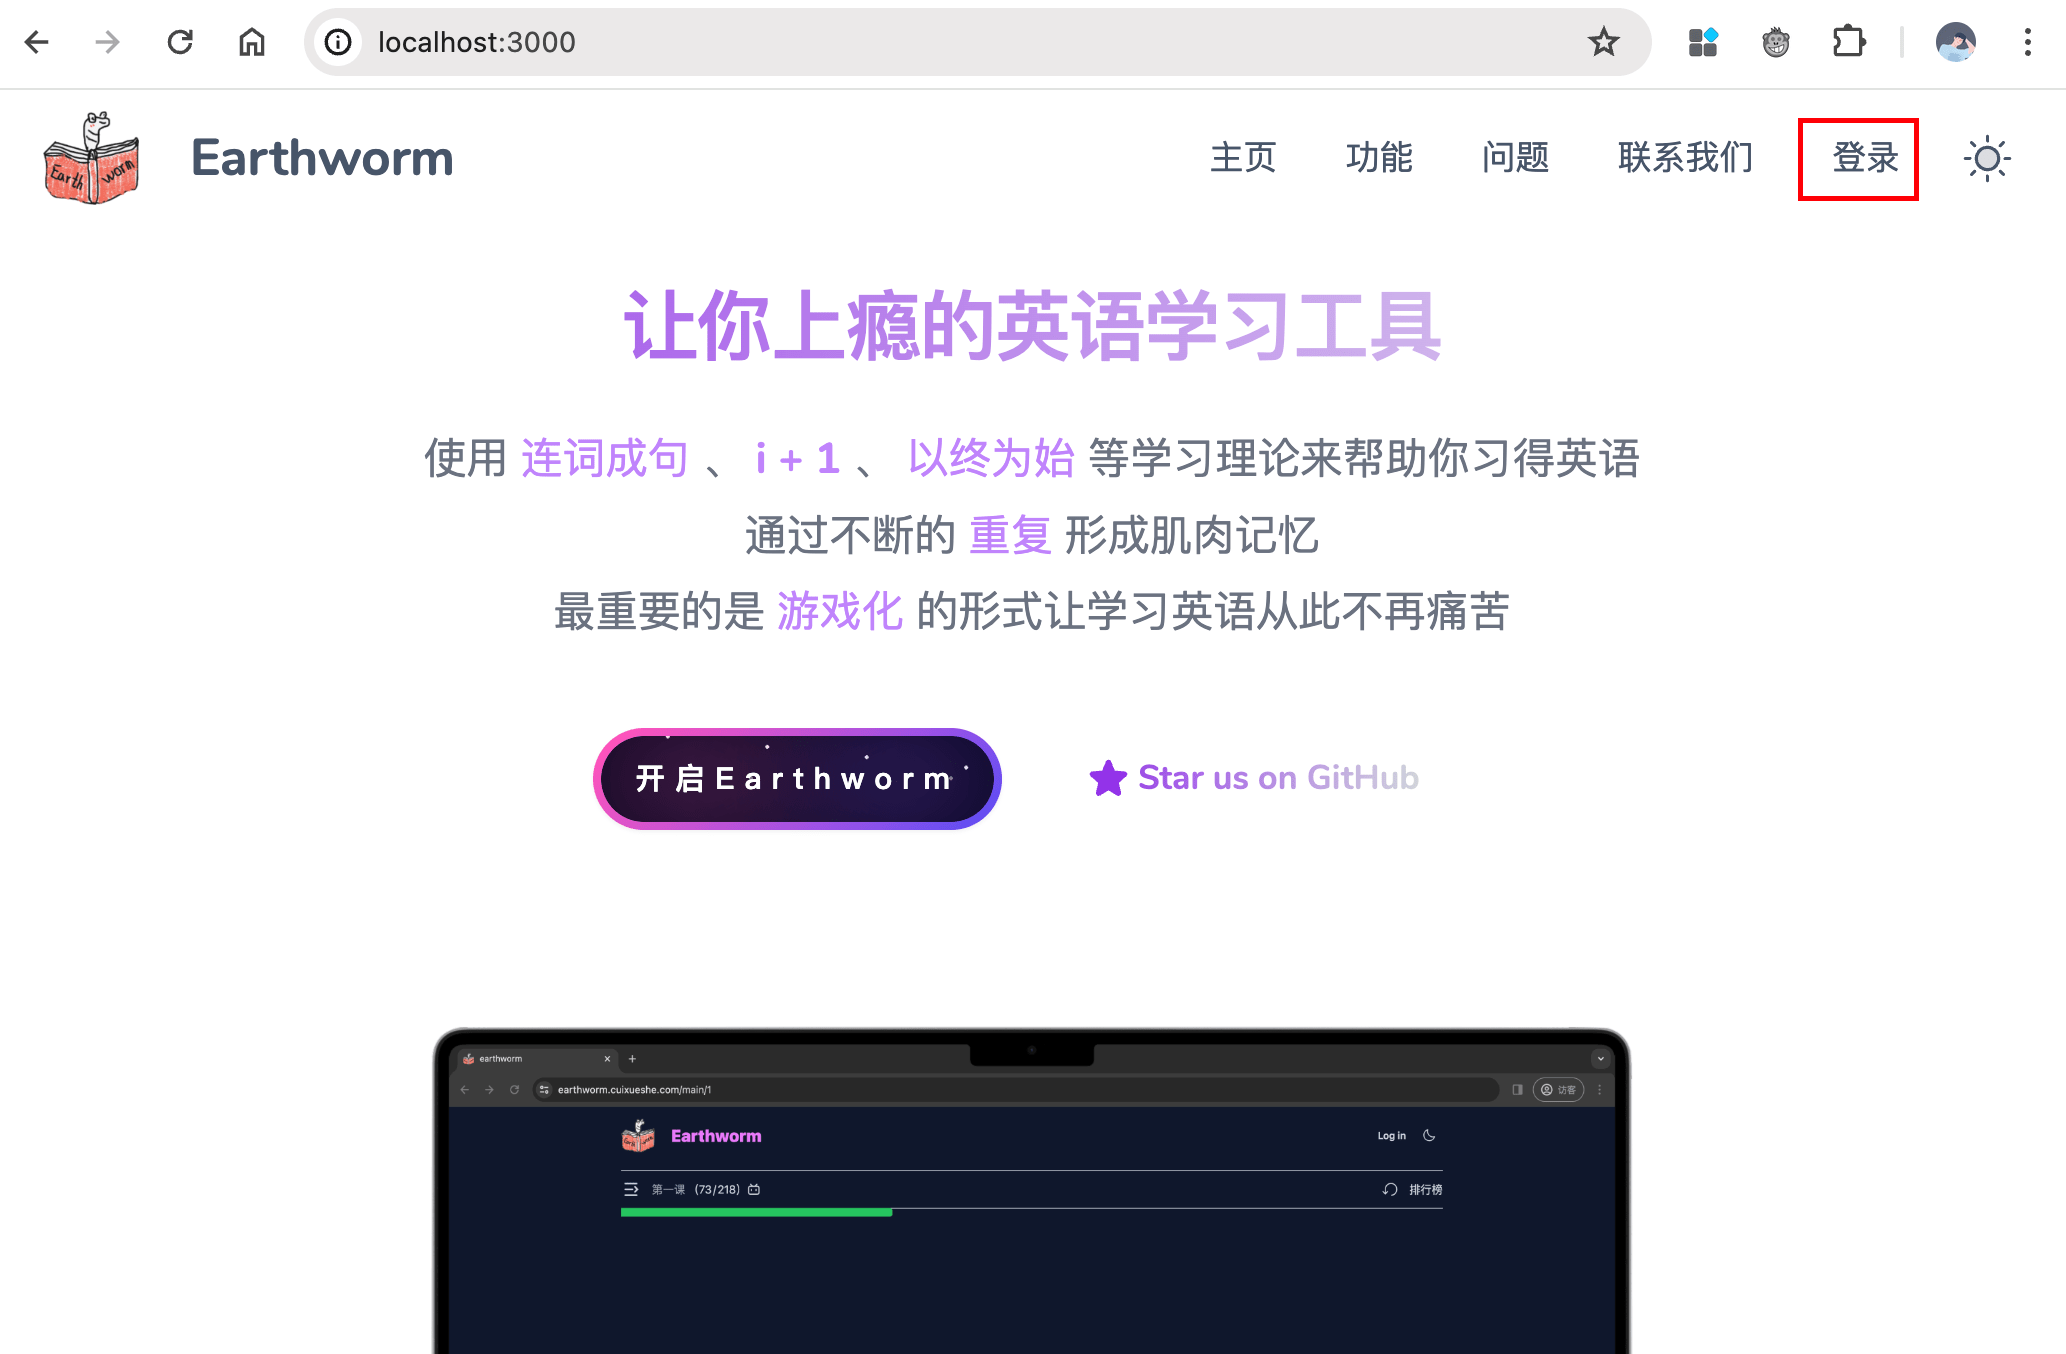 localhost:3000
Earth worm
Earthworm
主页 功能 问题 联系我们 登录
让你上瘾的英语学习工具
使用 连词成句 、 i + 1 、 以终为始 等学习理论来帮助你习得英语
通过不断的 重复 形成肌肉记忆
最重要的是 游戏化 的形式让学习英语从此不再痛苦
开启Earthworm
Star us on GitHub
earthworm
earthworm.cuixueshe.com/main/1
访客
Earthworm
Log in
第一课 (73/218)
排行榜